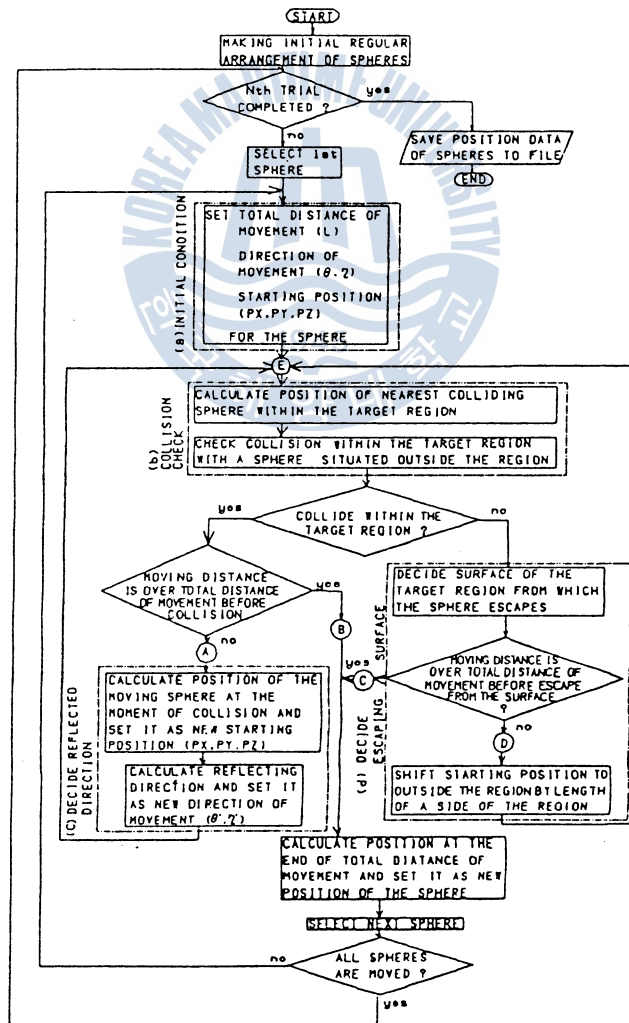 START
MAKING INITIAL REGULAR
ARRANGEMENT OF SPHERES
Nth TRIAL
COMPLETED ?
yes
no
SAVE POSITION DATA
OF SPHERES TO FILE
END
SELECT 1st
SPHERE
(a)INITIAL CONDITION
SET TOTAL DISTANCE OF
MOVEMENT (L)
DIRECTION OF
MOVEMENT (θ.η)
STARTING POSITION
(PX.PY.PZ)
FOR THE SPHERE
E
(b)
COLLISION
CHECK
CALCULATE POSITION OF NEAREST COLLIDING
SPHERE WITHIN THE TARGET REGION
CHECK COLLISION WITHIN THE TARGET REGION
WITH A SPHERE SITUATED OUTSIDE THE REGION
COLLIDE WITHIN THE
TARGET REGION ?
yes
no
MOVING DISTANCE
IS OVER TOTAL DISTANCE
OF MOVEMENT BEFORE
COLLISION
yes
no
A
B
(c) DECIDE REFLECTED
DIRECTION
CALCULATE POSITION OF THE
MOVING SPHERE AT THE
MOMENT OF COLLISION AND
SET IT AS NEW STARTING
POSITION (PX.PY.PZ)
CALCULATE REFLECTING
DIRECTION AND SET IT
AS NEW DIRECTION OF
MOVEMENT (θ'.η')
(d) DECIDE
ESCAPING SURFACE
DECIDE SURFACE OF THE
TARGET REGION FROM WHICH
THE SPHERE ESCAPES
MOVING DISTANCE IS
OVER TOTAL DISTANCE OF
MOVEMENT BEFORE ESCAPE
FROM THE SURFACE
?
yes
C
no
D
SHIFT STARTING POSITION TO
OUTSIDE THE REGION BY LENGTH
OF A SIDE OF THE REGION
CALCULATE POSITION AT THE
END OF TOTAL DIATANCE OF
MOVEMENT AND SET IT AS NEW
POSITION OF THE SPHERE
SELECT NEXT SPHERE
ALL SPHERES
ARE MOVED ?
no
yes
KOREA MARITIME UNIVERSITY